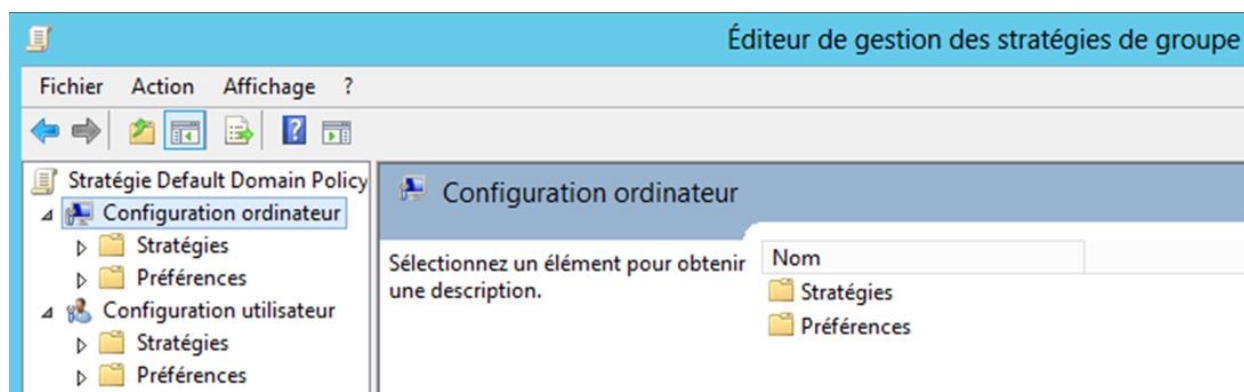 Éditeur de gestion des stratégies de groupe
Fichier Action Affichage ?
Stratégie Default Domain Policy
Configuration ordinateur
Stratégies
Préférences
Configuration utilisateur
Stratégies
Préférences
Configuration ordinateur
Sélectionnez un élément pour obtenir
une description.
Nom
Stratégies
Préférences